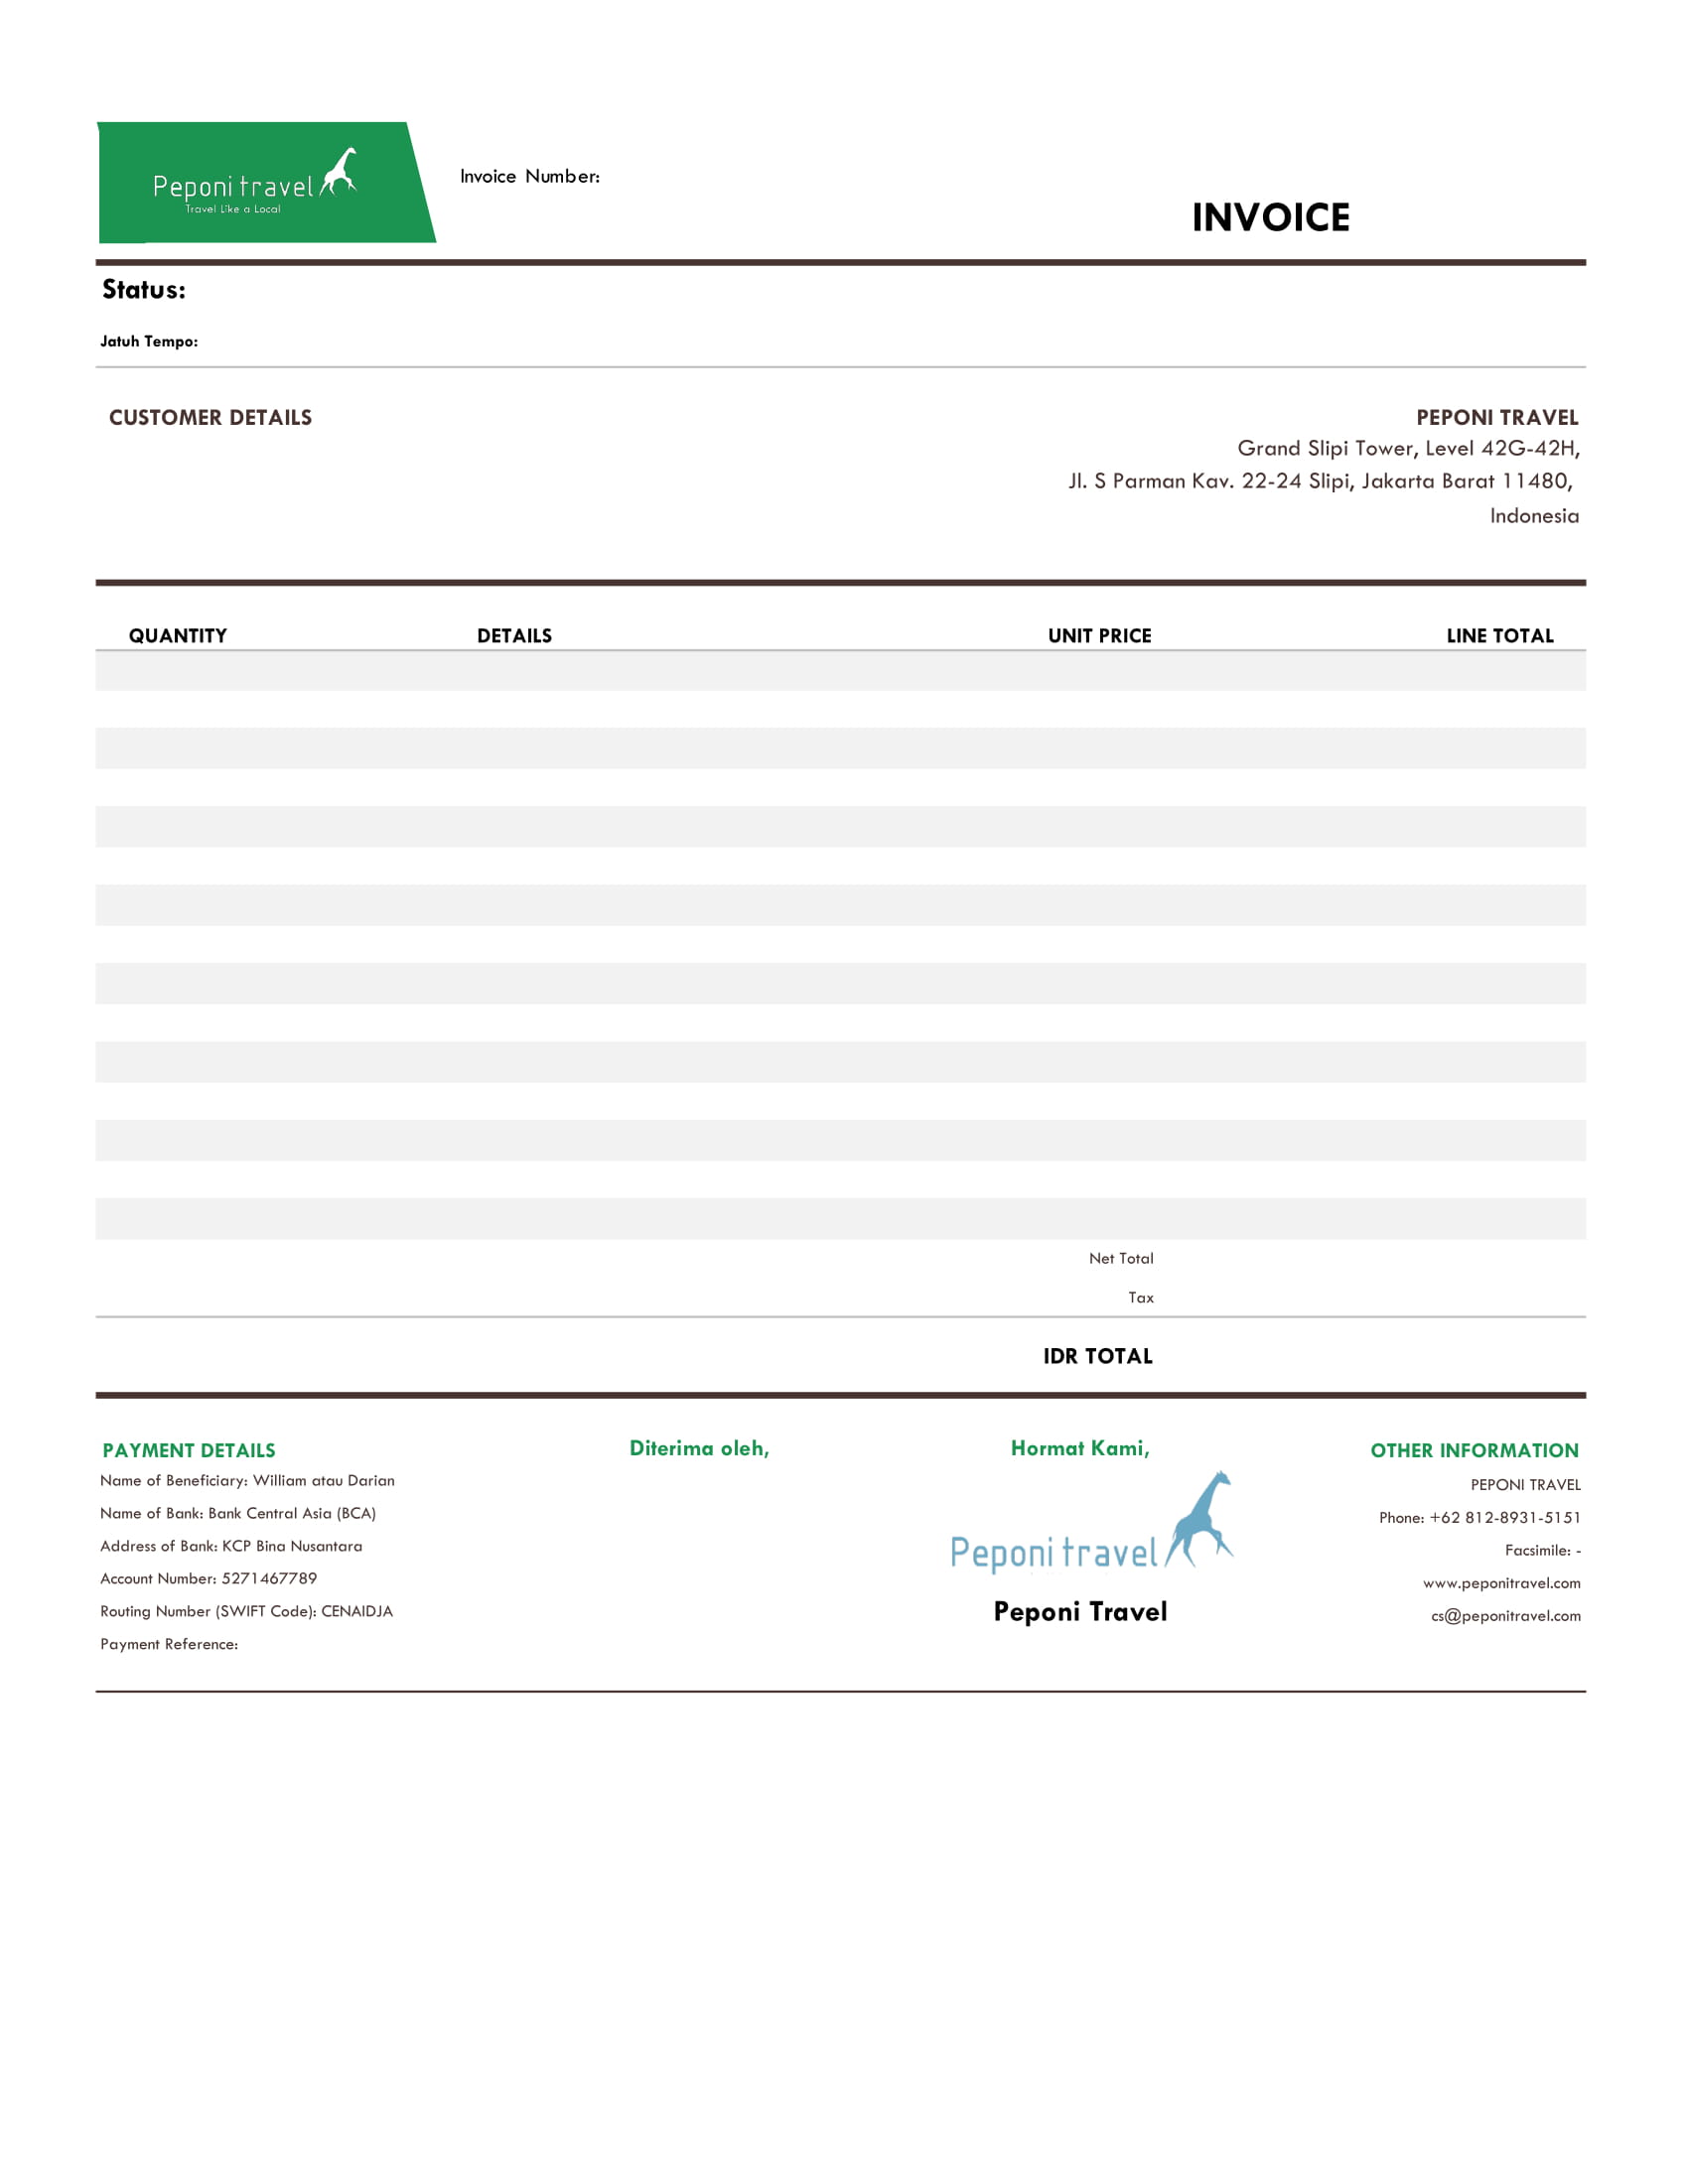 Peponi travel
Travel Like a Local
Invoice Number:
INVOICE
Status:
Jatuh Tempo:
CUSTOMER DETAILS
PEPONI TRAVEL
Grand Slipi Tower, Level 42G-42H,
Jl. S Parman Kav. 22-24 Slipi, Jakarta Barat 11480,
Indonesia
QUANTITY DETAILS UNIT PRICE LINE TOTAL
Net Total
Tax
IDR TOTAL
PAYMENT DETAILS
Name of Beneficiary: William atau Darian
Name of Bank: Bank Central Asia (BCA)
Address of Bank: KCP Bina Nusantara
Account Number: 5271467789
Routing Number (SWIFT Code): CENAIDJA
Payment Reference:
Diterima oleh,
Hormat Kami,
Peponi travel
Peponi Travel
OTHER INFORMATION
PEPONI TRAVEL
Phone: +62 812-8931-5151
Facsimile: -
www.peponitravel.com
cs@peponitravel.com